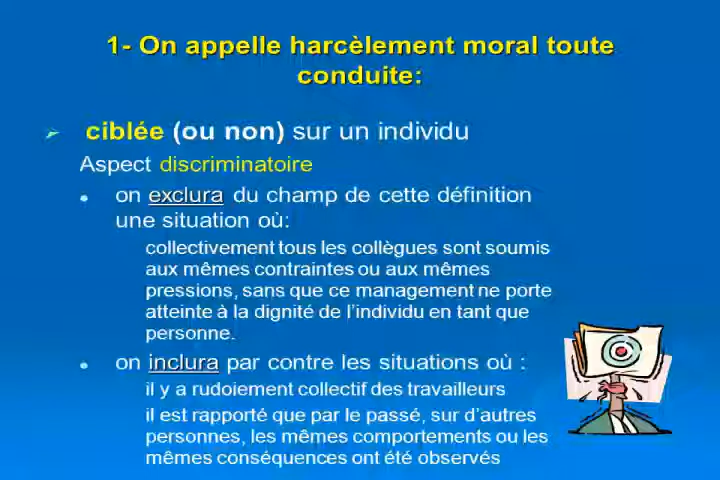 1- On appelle harcèlement moral toute
conduite:
ciblée (ou non) sur un individu
Aspect discriminatoire
on exclura du champ de cette définition
une situation où:
collectivement tous les collègues sont soumis
aux mêmes contraintes ou aux mêmes
pressions, sans que ce management ne porte
atteinte à la dignité de l'individu en tant que
personne.
on inclura par contre les situations où :
il y a rudoiement collectif des travailleurs
il est rapporté que par le passé, sur d'autres
personnes, les mêmes comportements ou les
mêmes conséquences ont été observés